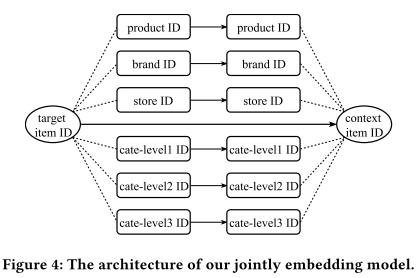 product ID product ID
brand ID brand ID
store ID store ID
target
item ID
context
item ID
cate-level1 ID cate-level1 ID
cate-level2 ID cate-level2 ID
cate-level3 ID cate-level3 ID
Figure 4: The architecture of our jointly embedding model.